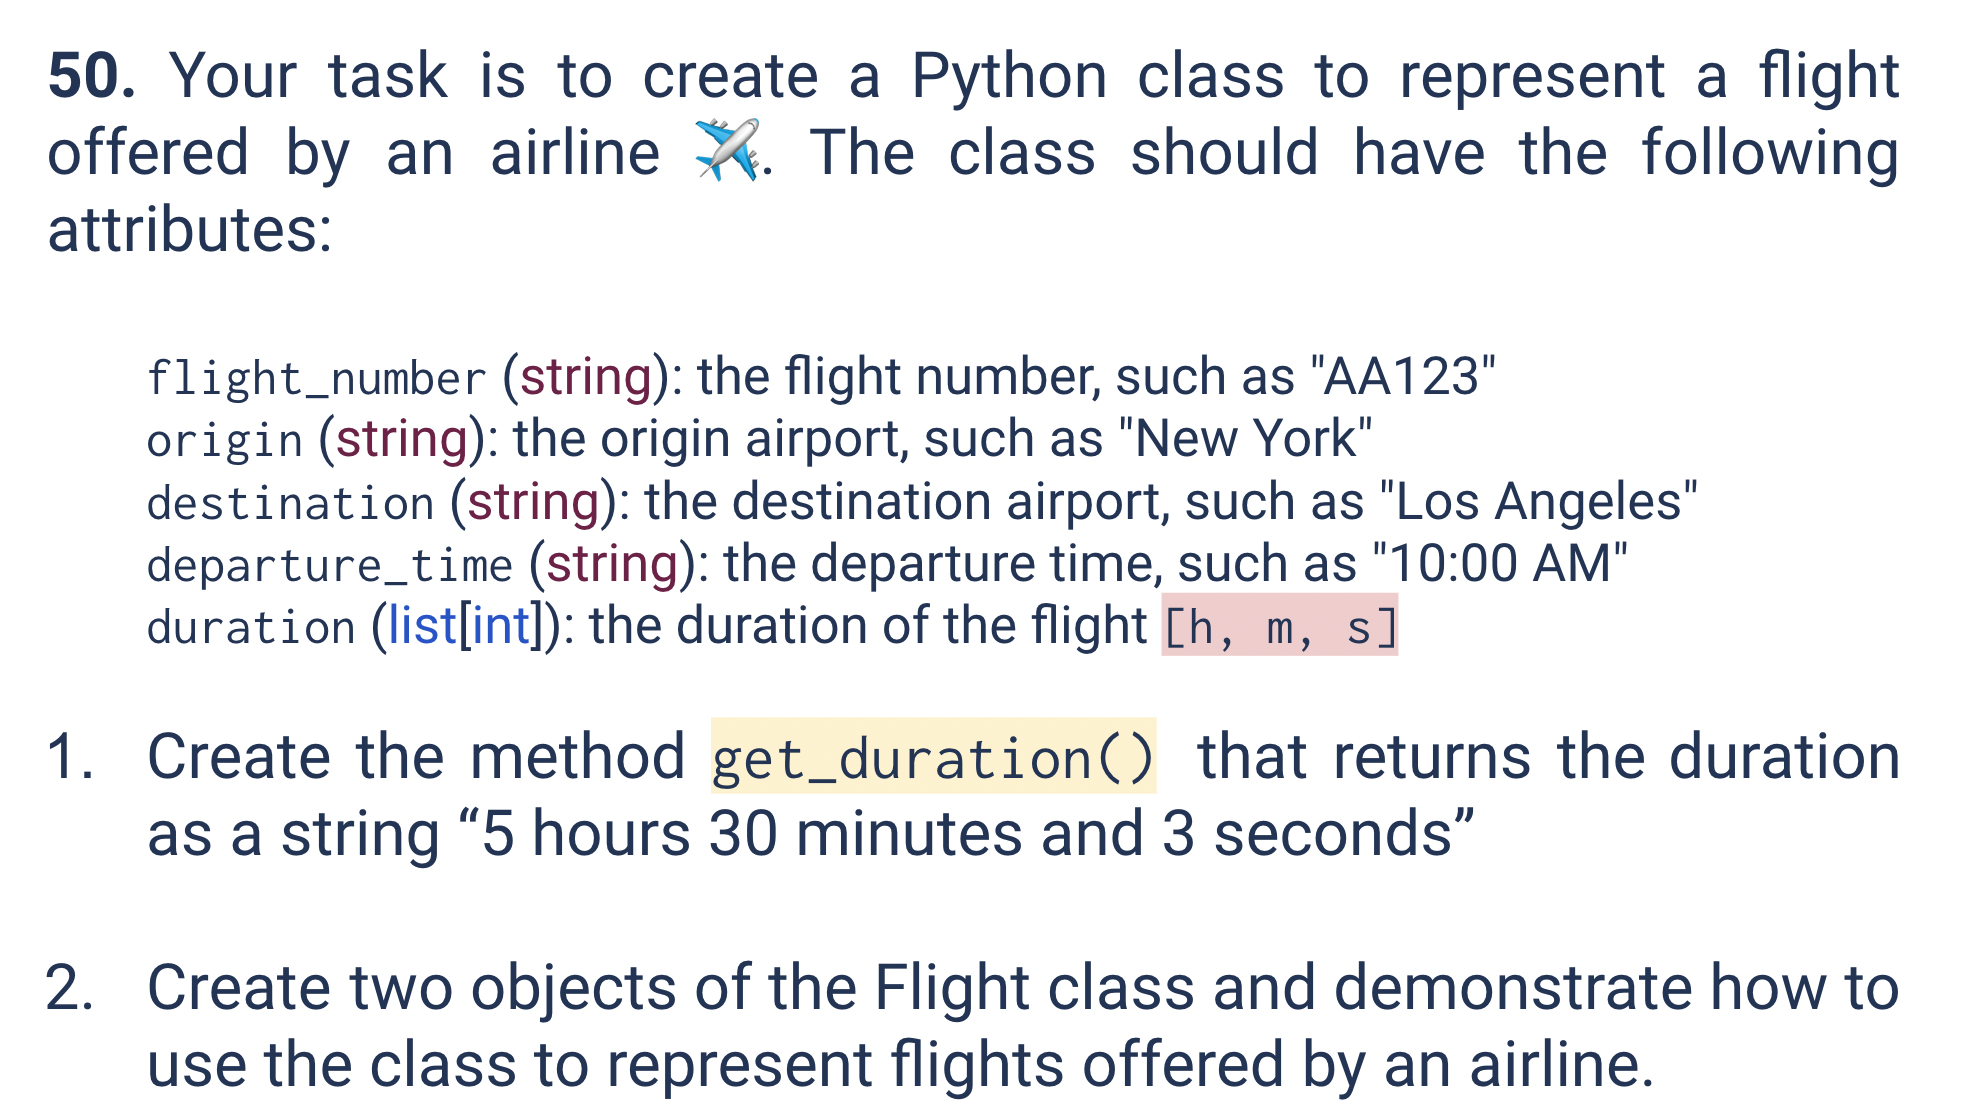 50. Your task is to create a Python class to represent a flight
offered by an airline ✈️. The class should have the following
attributes:
flight_number (string): the flight number, such as "AA123"
origin (string): the origin airport, such as "New York"
destination (string): the destination airport, such as "Los Angeles"
departure_time (string): the departure time, such as "10:00 AM"
duration (list[int]): the duration of the flight [h, m, s]
1. Create the method get_duration() that returns the duration
as a string “5 hours 30 minutes and 3 seconds”
2. Create two objects of the Flight class and demonstrate how to
use the class to represent flights offered by an airline.